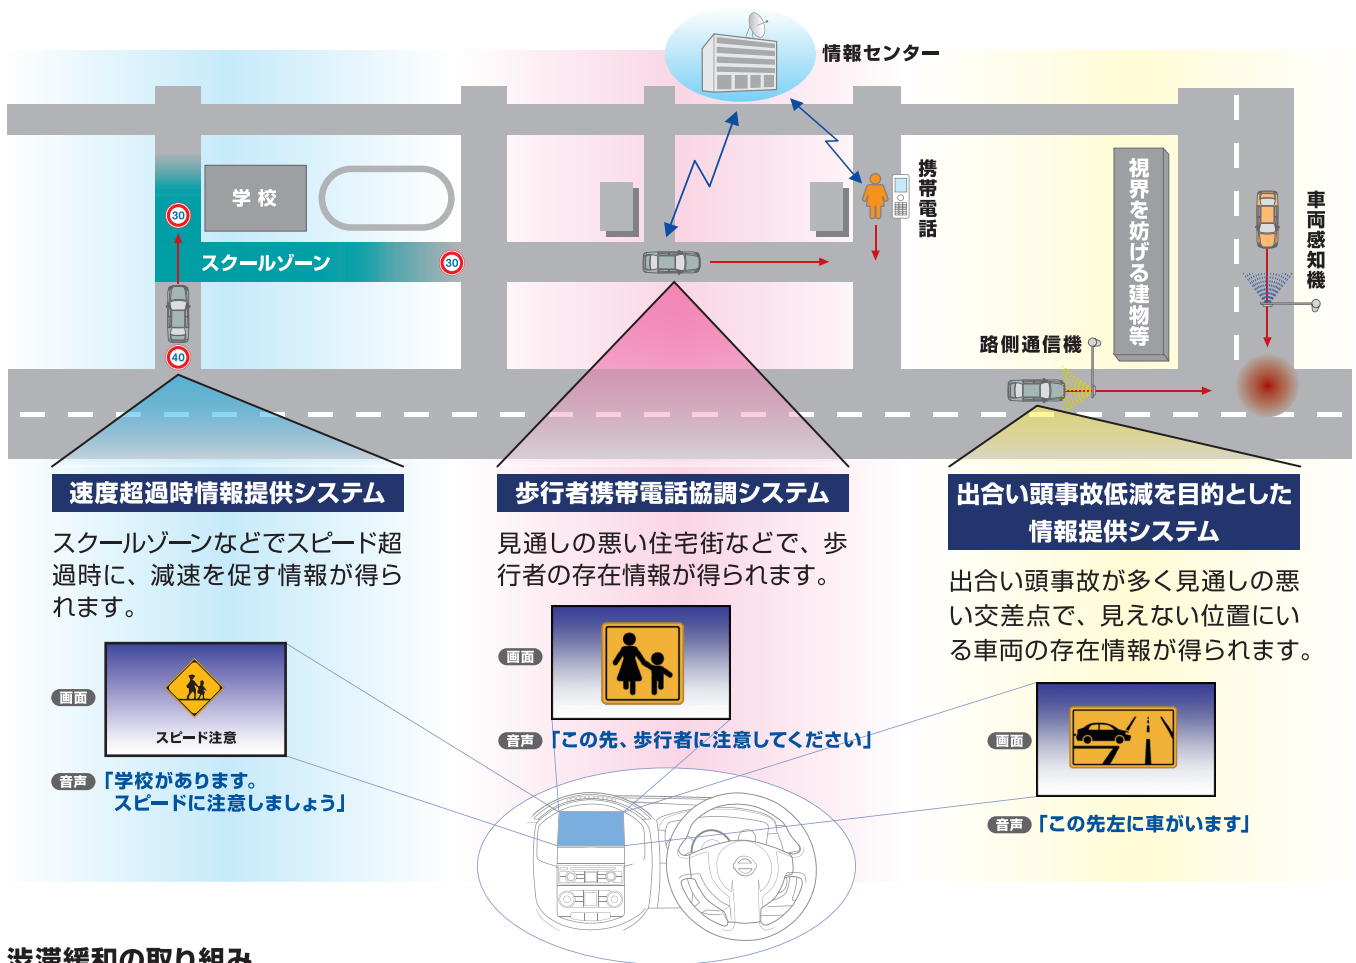 情報センター
携帯電話
視界を妨げる建物等
車両感知機
学校
30
スクールゾーン
30
40
路側通信機
速度超過時情報提供システム
スクールゾーンなどでスピード超
過時に、減速を促す情報が得ら
れます。
画面
スピード注意
音声
「学校があります。
スピードに注意しましょう」
歩行者携帯電話協調システム
見通しの悪い住宅街などで、歩
行者の存在情報が得られます。
画面
音声
「この先、歩行者に注意してください」
出合い頭事故低減を目的とした
情報提供システム
出合い頭事故が多く見通しの悪
い交差点で、見えない位置にい
る車両の存在情報が得られます。
画面
音声
「この先左に車がいます」
渋滞緩和の取り組み